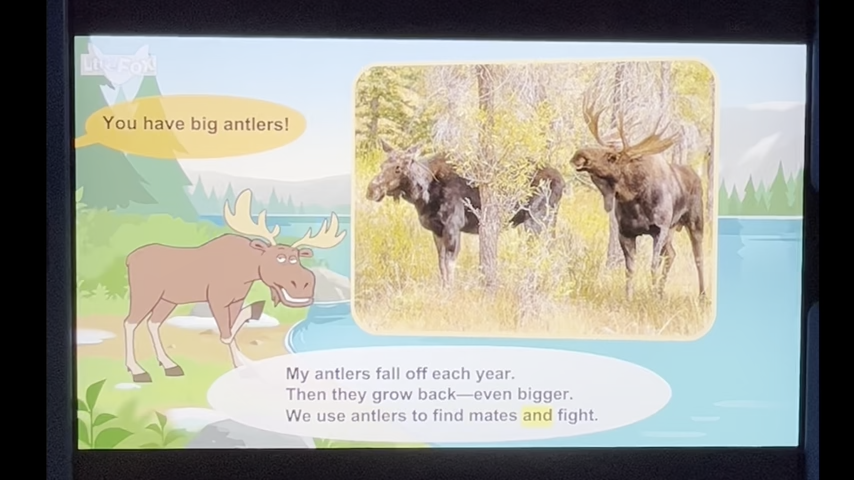 Little FOX
You have big antlers!
My antlers fall off each year.
Then they grow back—even bigger.
We use antlers to find mates and fight.